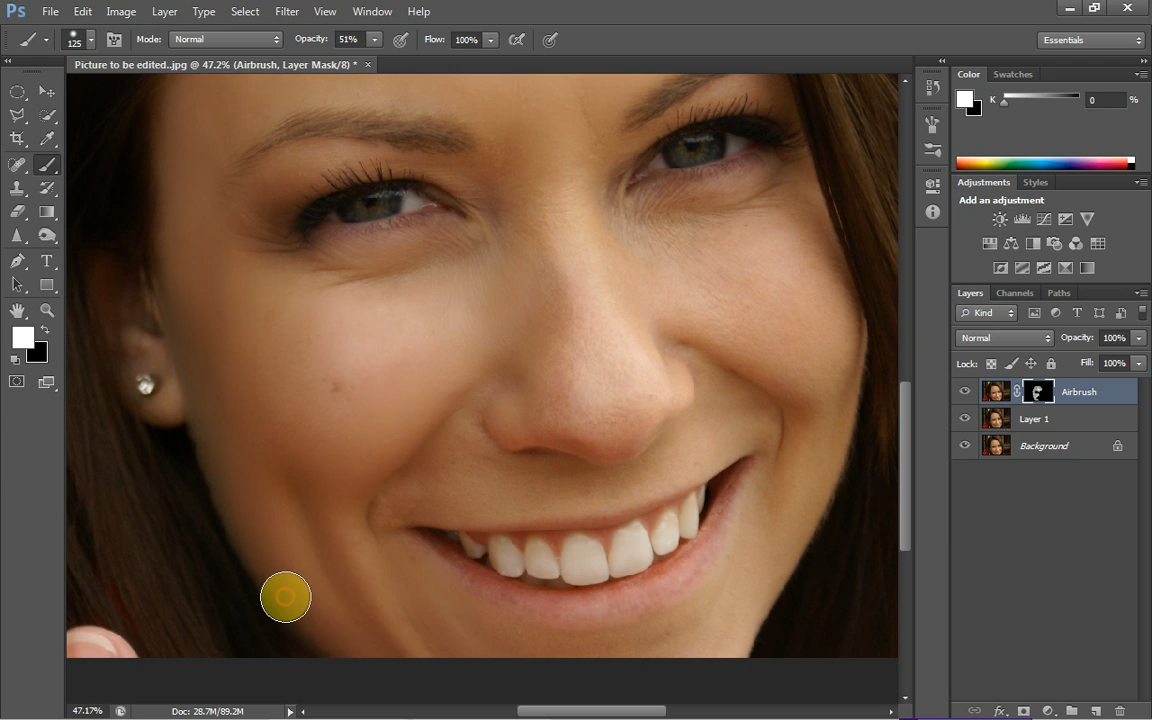 Ps File Edit Image Layer Type Select Filter View Window Help
125 Mode: Normal Opacity: 51% Flow: 100% Essentials
Picture to be edited..jpg @ 47.2% (Airbrush, Layer Mask/8) * ×
Color Swatches
K 0 %
Adjustments Styles
Add an adjustment
Layers Channels Paths
Kind
Normal Opacity: 100%
Lock: Fill: 100%
Airbrush
Layer 1
Background
47.17% Doc: 28.7M/89.2M fx